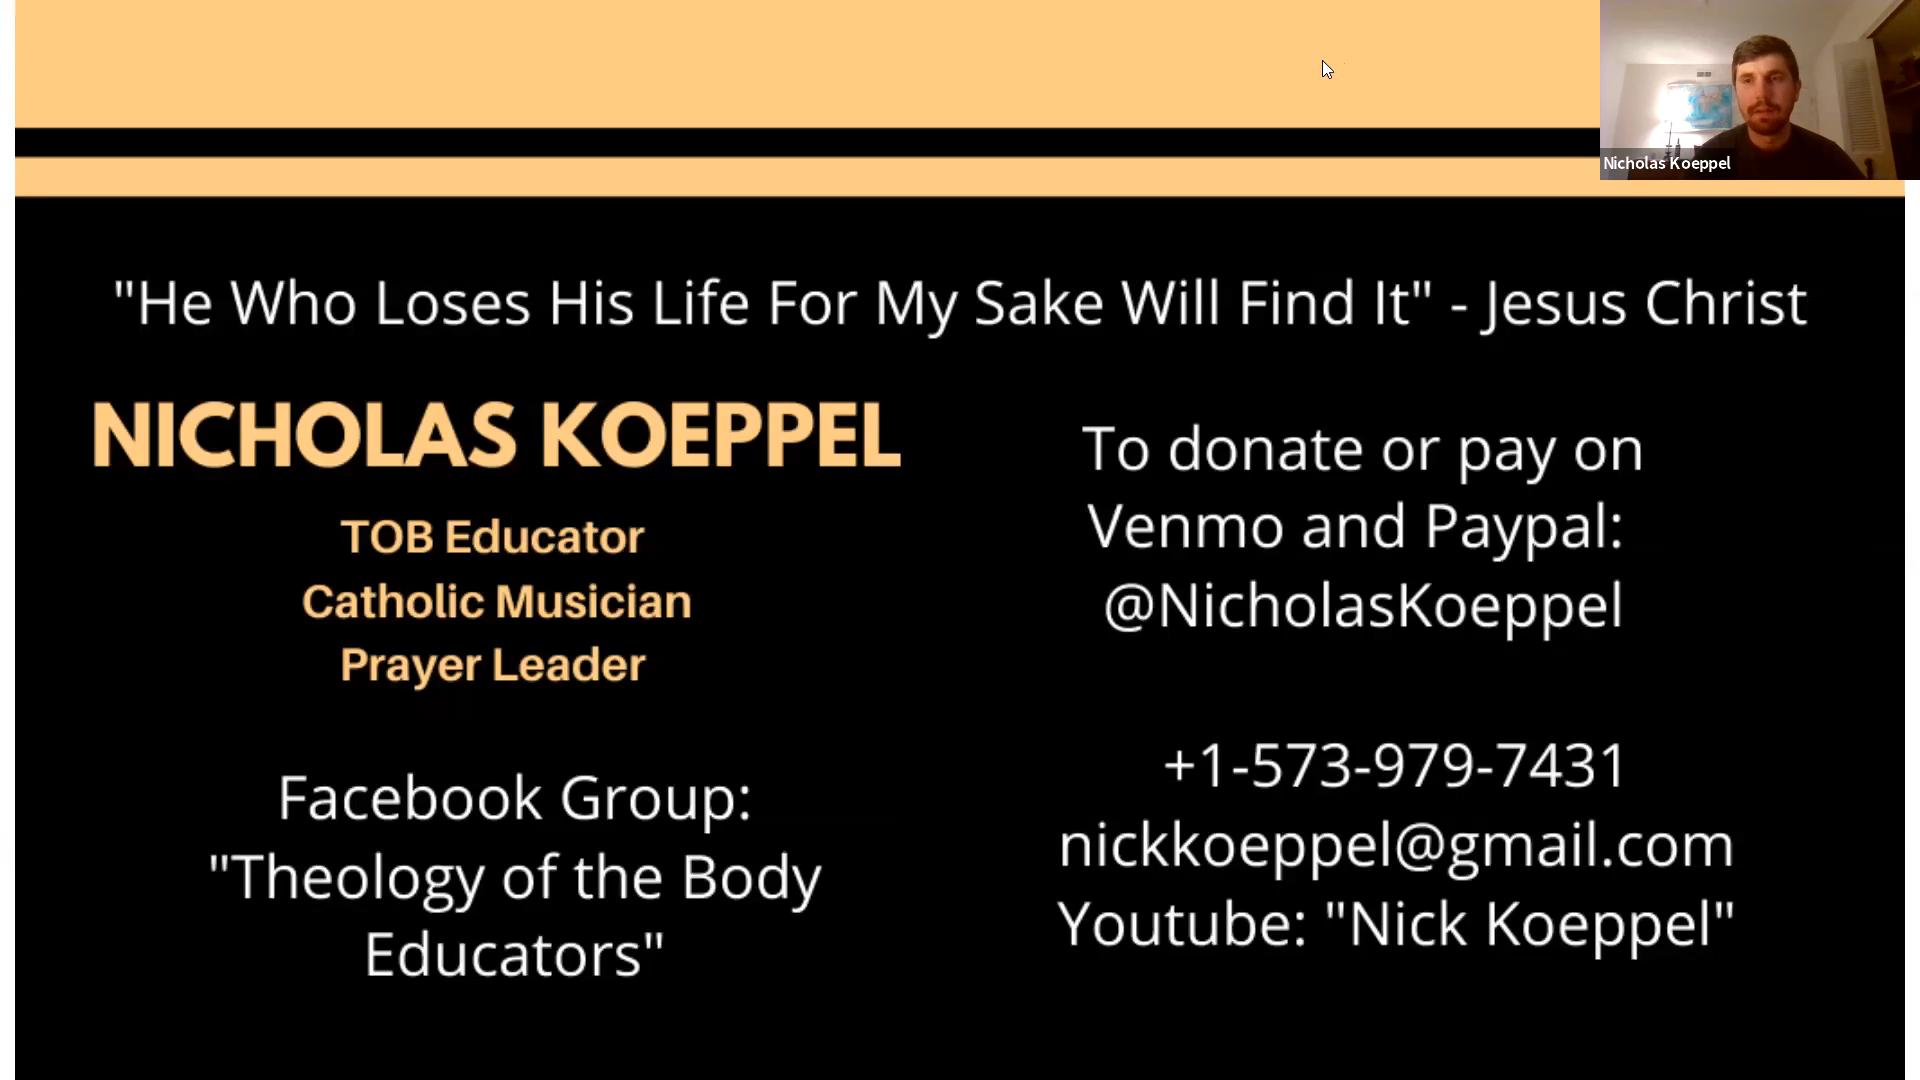 Nicholas Koeppel
"He Who Loses His Life For My Sake Will Find It" - Jesus Christ
NICHOLAS KOEPPEL
TOB Educator
Catholic Musician
Prayer Leader
Facebook Group:
"Theology of the Body
Educators"
To donate or pay on
Venmo and Paypal:
@NicholasKoeppel
+1-573-979-7431
nickkoeppel@gmail.com
Youtube: "Nick Koeppel"